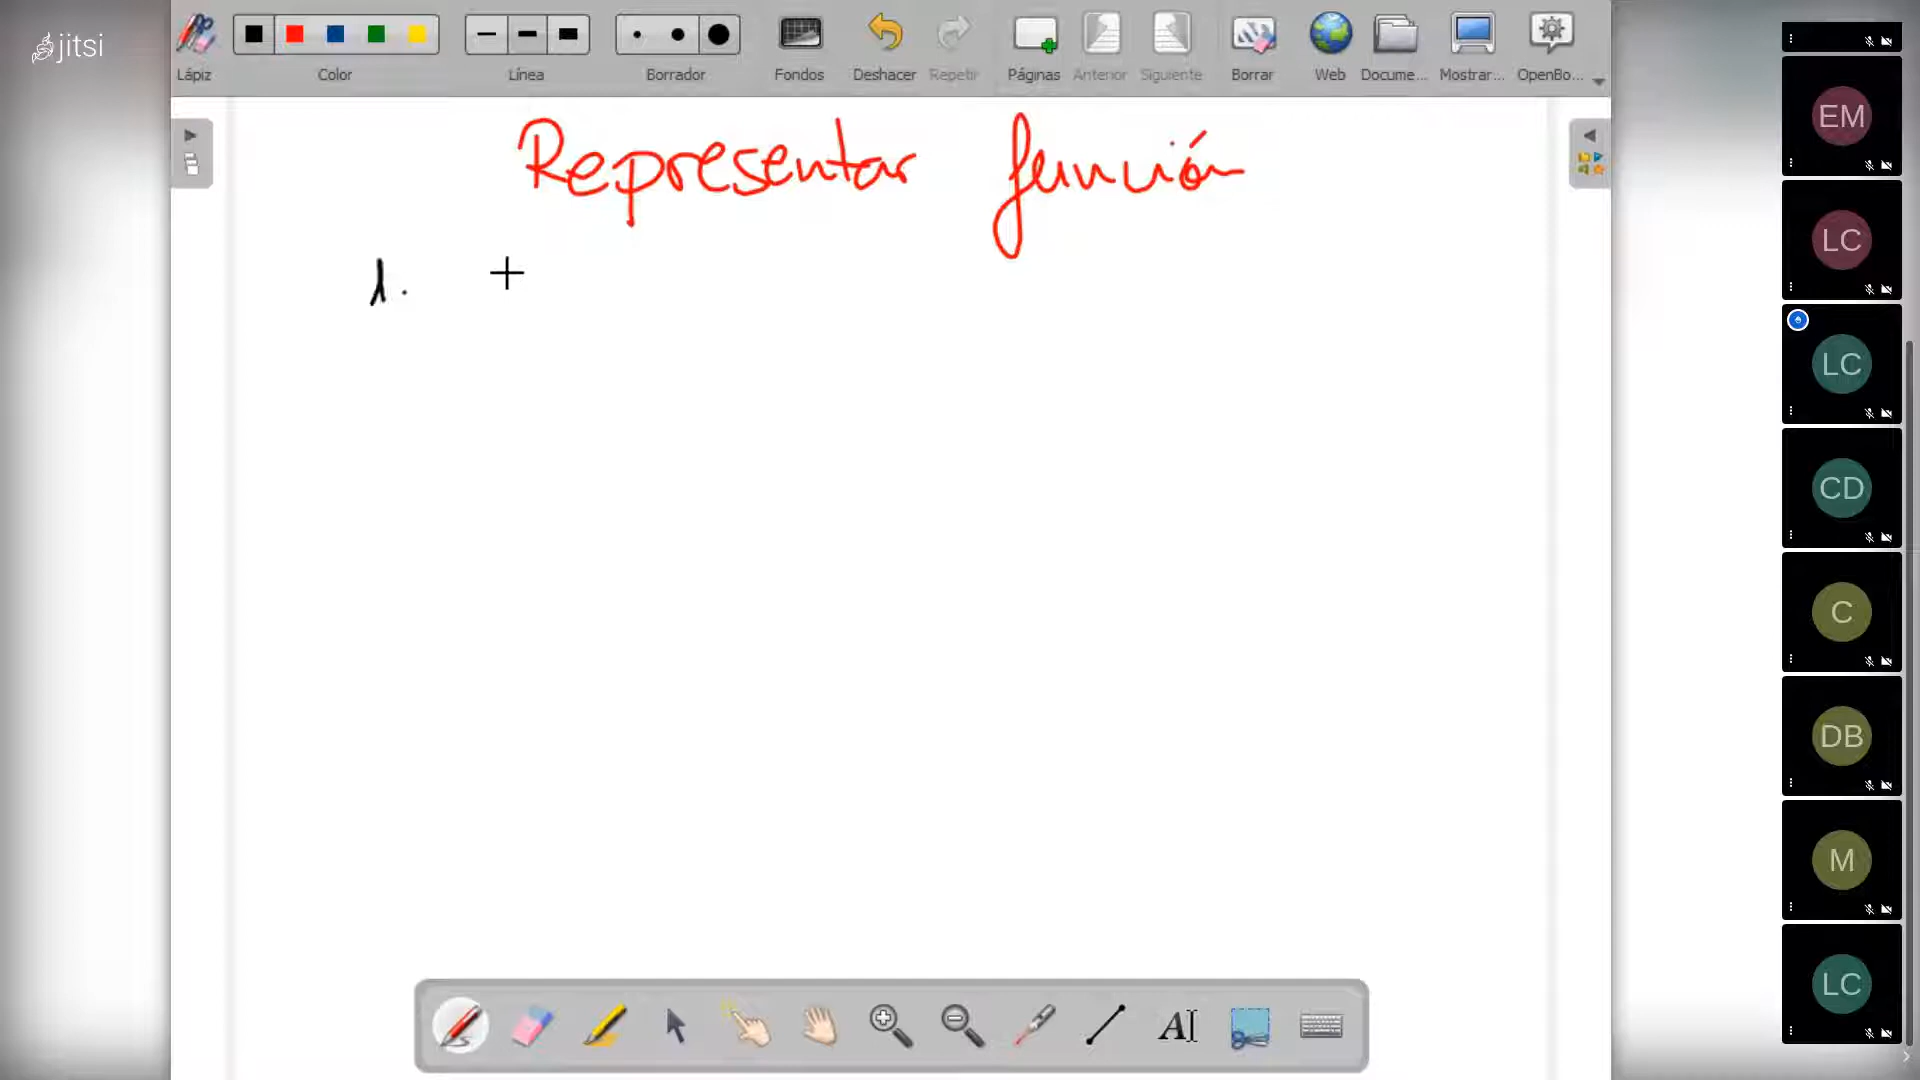 jitsi
Lápiz Color Línea Borrador Fondos Deshacer Repetir Páginas Anterior Siguiente Borrar Web Docume... Mostrar... OpenBo...
Representar función
1.
EM
LC
LC
CD
C
DB
M
LC
AI